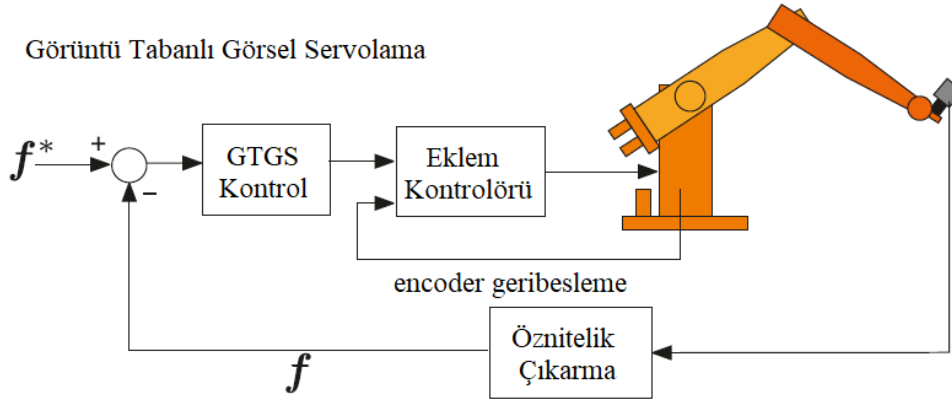 Görüntü Tabanlı Görsel Servolama
f*
+
−
GTGS
Kontrol
Eklem
Kontrolörü
encoder geribesleme
Öznitelik
Çıkarma
f